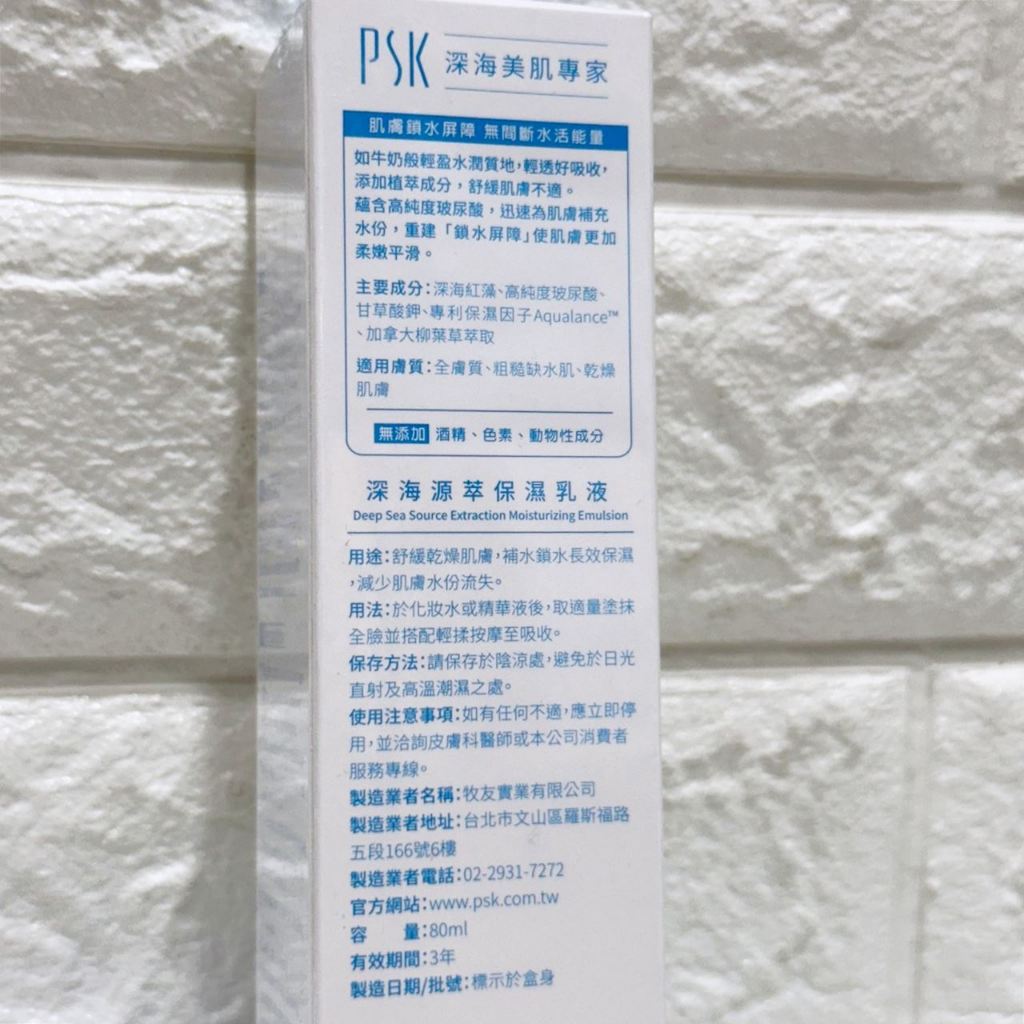 PSK 深海美肌專家
肌膚鎖水屏障 無間斷水活能量
如牛奶般輕盈水潤質地，輕透好吸收，
添加植萃成分，舒緩肌膚不適。
蘊含高純度玻尿酸，迅速為肌膚補充
水份，重建「鎖水屏障」使肌膚更加
柔嫩平滑。
主要成分：深海紅藻、高純度玻尿酸、
甘草酸鉀、專利保濕因子Aqualance™
、加拿大柳葉草萃取
適用膚質：全膚質、粗糙缺水肌、乾燥
肌膚
無添加 酒精、色素、動物性成分
深海源萃保濕乳液
Deep Sea Source Extraction Moisturizing Emulsion
用途：舒緩乾燥肌膚，補水鎖水長效保濕
，減少肌膚水份流失。
用法：於化妝水或精華液後，取適量塗抹
全臉並搭配輕揉按摩至吸收。
保存方法：請保存於陰涼處，避免於日光
直射及高溫潮濕之處。
使用注意事項：如有任何不適，應立即停
用，並洽詢皮膚科醫師或本公司消費者
服務專線。
製造業者名稱：牧友實業有限公司
製造業者地址：台北市文山區羅斯福路
五段166號6樓
製造業者電話：02-2931-7272
官方網站：www.psk.com.tw
容　　量：80ml
有效期間：3年
製造日期/批號：標示於盒身